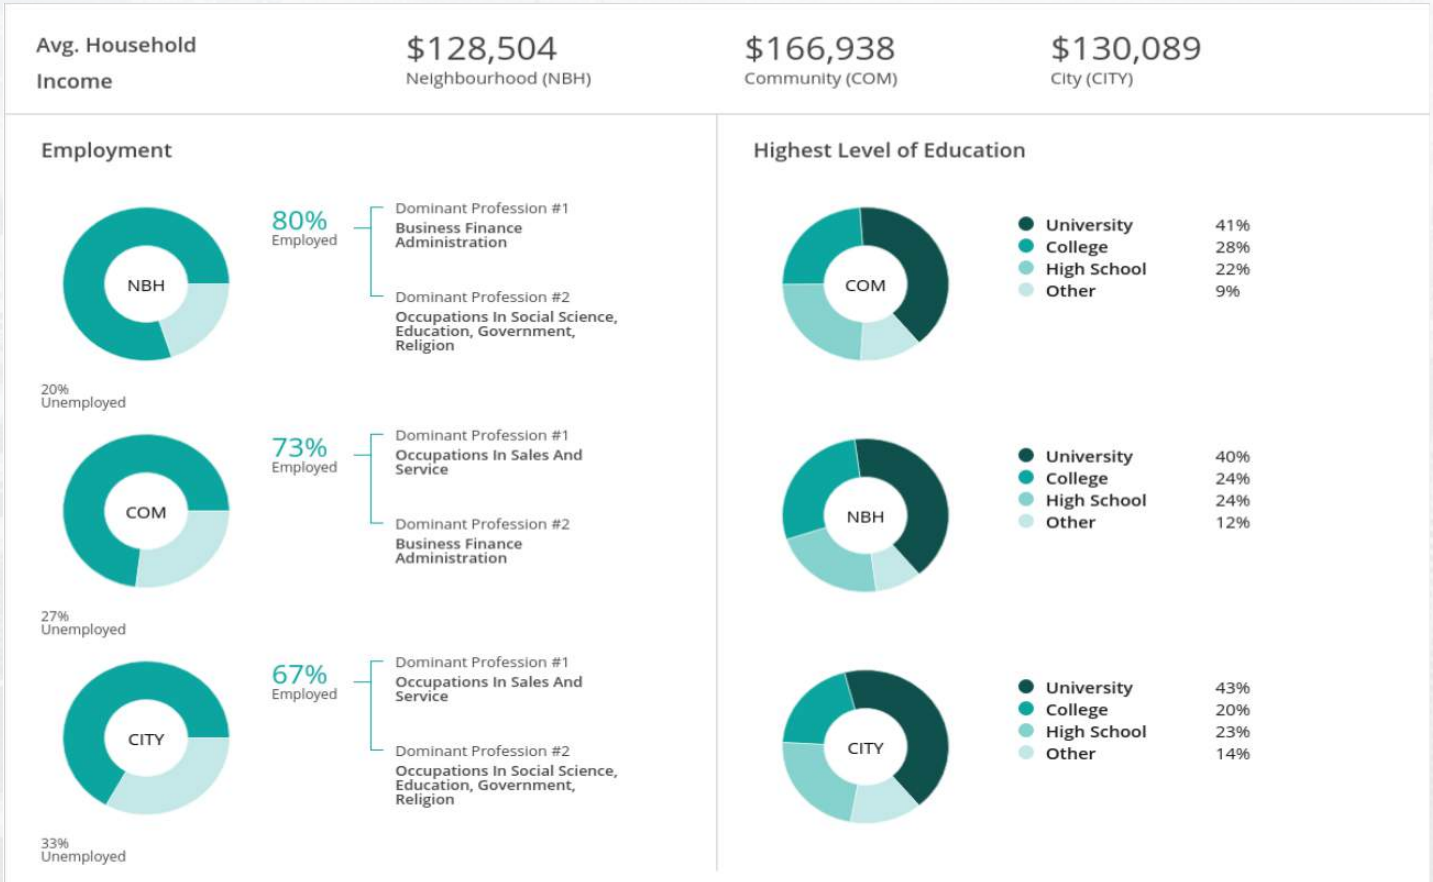 Avg. Household
Income
$128,504
Neighbourhood (NBH)
$166,938
Community (COM)
$130,089
City (CITY)
Employment
NBH
80%
Employed
Dominant Profession #1
Business Finance
Administration
Dominant Profession #2
Occupations In Social Science,
Education, Government,
Religion
20%
Unemployed
COM
73%
Employed
Dominant Profession #1
Occupations In Sales And
Service
Dominant Profession #2
Business Finance
Administration
27%
Unemployed
CITY
67%
Employed
Dominant Profession #1
Occupations In Sales And
Service
Dominant Profession #2
Occupations In Social Science,
Education, Government,
Religion
33%
Unemployed
Highest Level of Education
COM
University 41%
College 28%
High School 22%
Other 9%
NBH
University 40%
College 24%
High School 24%
Other 12%
CITY
University 43%
College 20%
High School 23%
Other 14%